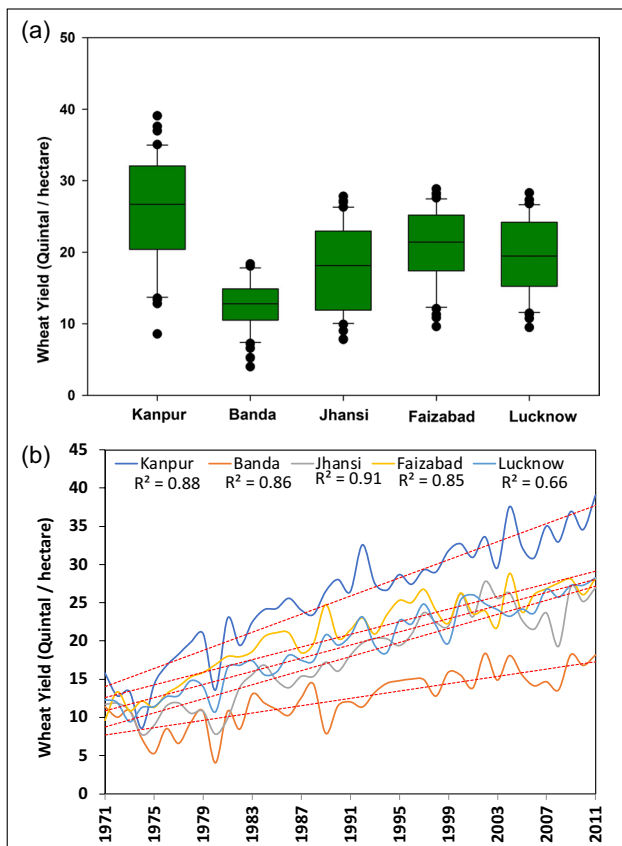 (a)
50
40
30
20
10
0
Wheat Yield (Quintal / hectare)
Kanpur Banda Jhansi Faizabad Lucknow
(b)
45
40
35
30
25
20
15
10
5
0
Wheat Yield (Quintal / hectare)
Kanpur Banda Jhansi Faizabad Lucknow
R² = 0.88 R² = 0.86 R² = 0.91 R² = 0.85 R² = 0.66
1971 1975 1979 1983 1987 1991 1995 1999 2003 2007 2011